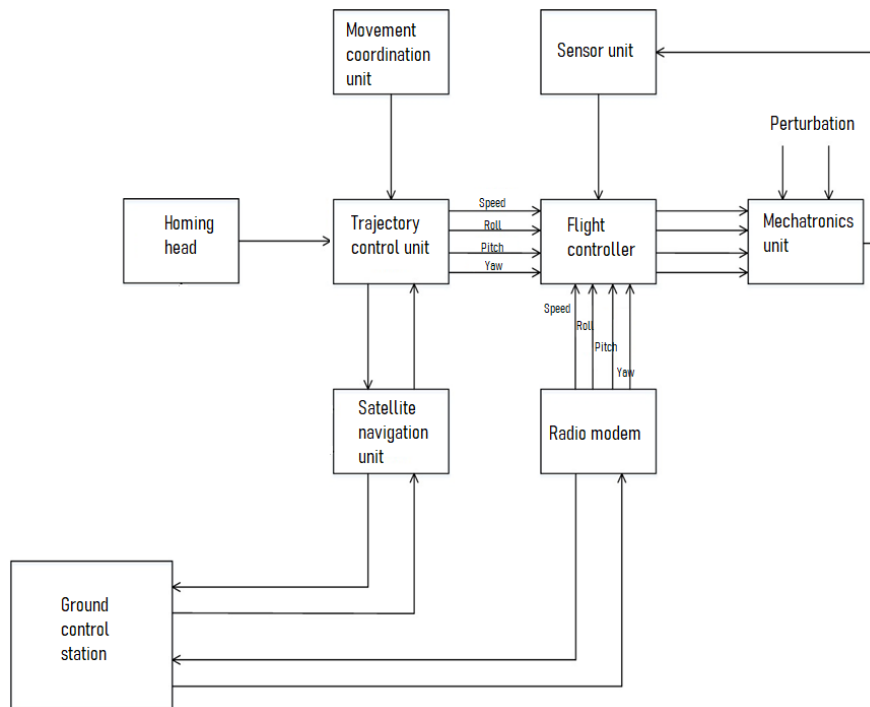 Movement
coordination
unit
Sensor unit
Perturbation
Homing
head
Trajectory
control unit
Speed
Roll
Pitch
Yaw
Flight
controller
Mechatronics
unit
Speed
Roll
Pitch
Yaw
Satellite
navigation
unit
Radio modem
Ground
control
station